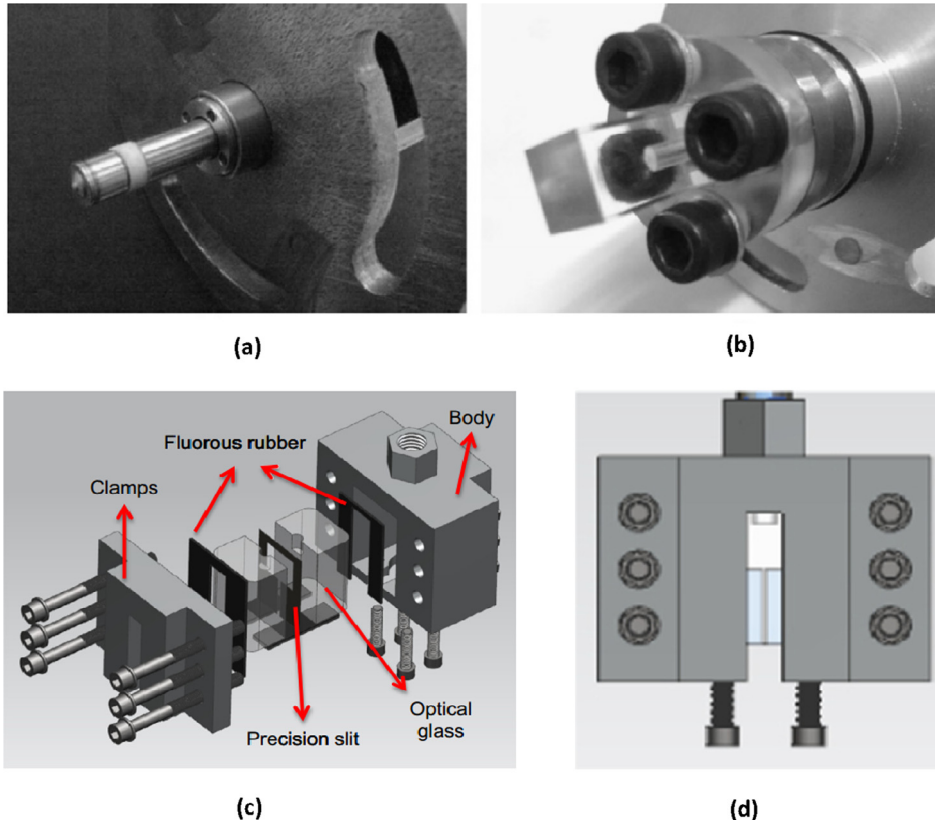 (a)
(b)
Body
Fluorous rubber
Clamps
Optical
glass
Precision slit
(c)
(d)